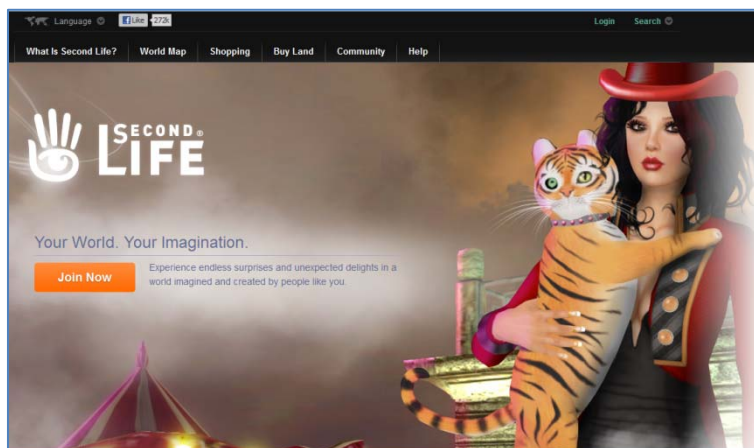 Language Like 272k Login Search
What Is Second Life? World Map Shopping Buy Land Community Help
SECOND®
LIFE
Your World. Your Imagination.
Join Now
Experience endless surprises and unexpected delights in a
world imagined and created by people like you.